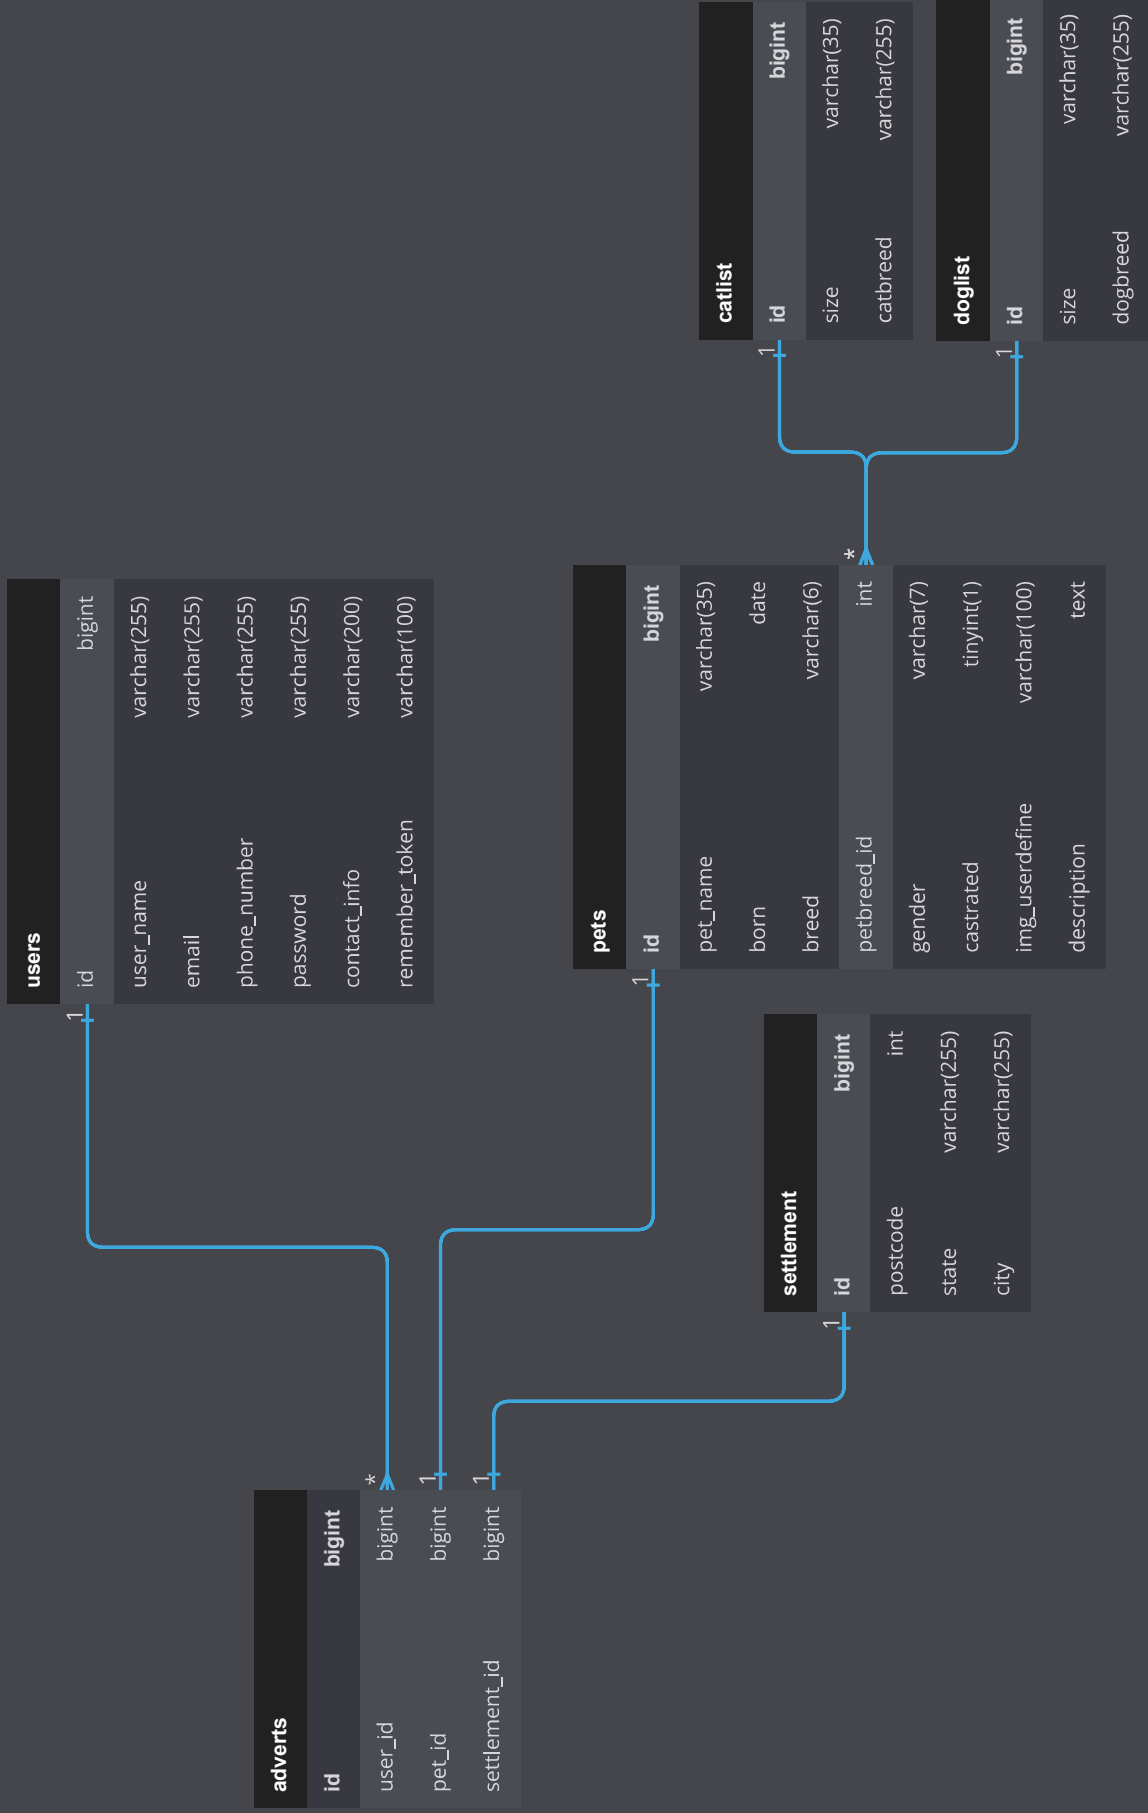 adverts
id bigint
user_id bigint
pet_id bigint
settlement_id bigint
*
1
1
users
id bigint
user_name varchar(255)
email varchar(255)
phone_number varchar(255)
password varchar(255)
contact_info varchar(200)
remember_token varchar(100)
1
pets
id bigint
pet_name varchar(35)
born date
breed varchar(6)
petbreed_id int
gender varchar(7)
castrated tinyint(1)
img_userdefine varchar(100)
description text
1
*
settlement
id bigint
postcode int
state varchar(255)
city varchar(255)
1
catlist
id bigint
size varchar(35)
catbreed varchar(255)
1
doglist
id bigint
size varchar(35)
dogbreed varchar(255)
1